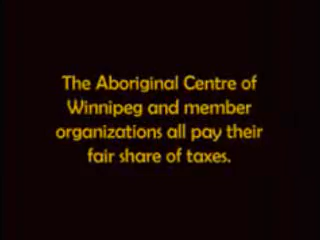 The Aboriginal Centre of
Winnipeg and member
organizations all pay their
fair share of taxes.